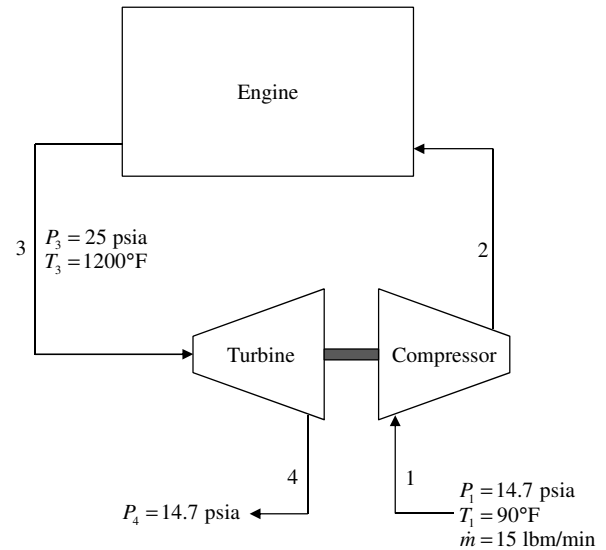 Engine
3
P₃ = 25 psia
T₃ = 1200°F
2
Turbine
Compressor
4
1
P₄ = 14.7 psia
P₁ = 14.7 psia
T₁ = 90°F
ṁ = 15 lbm/min